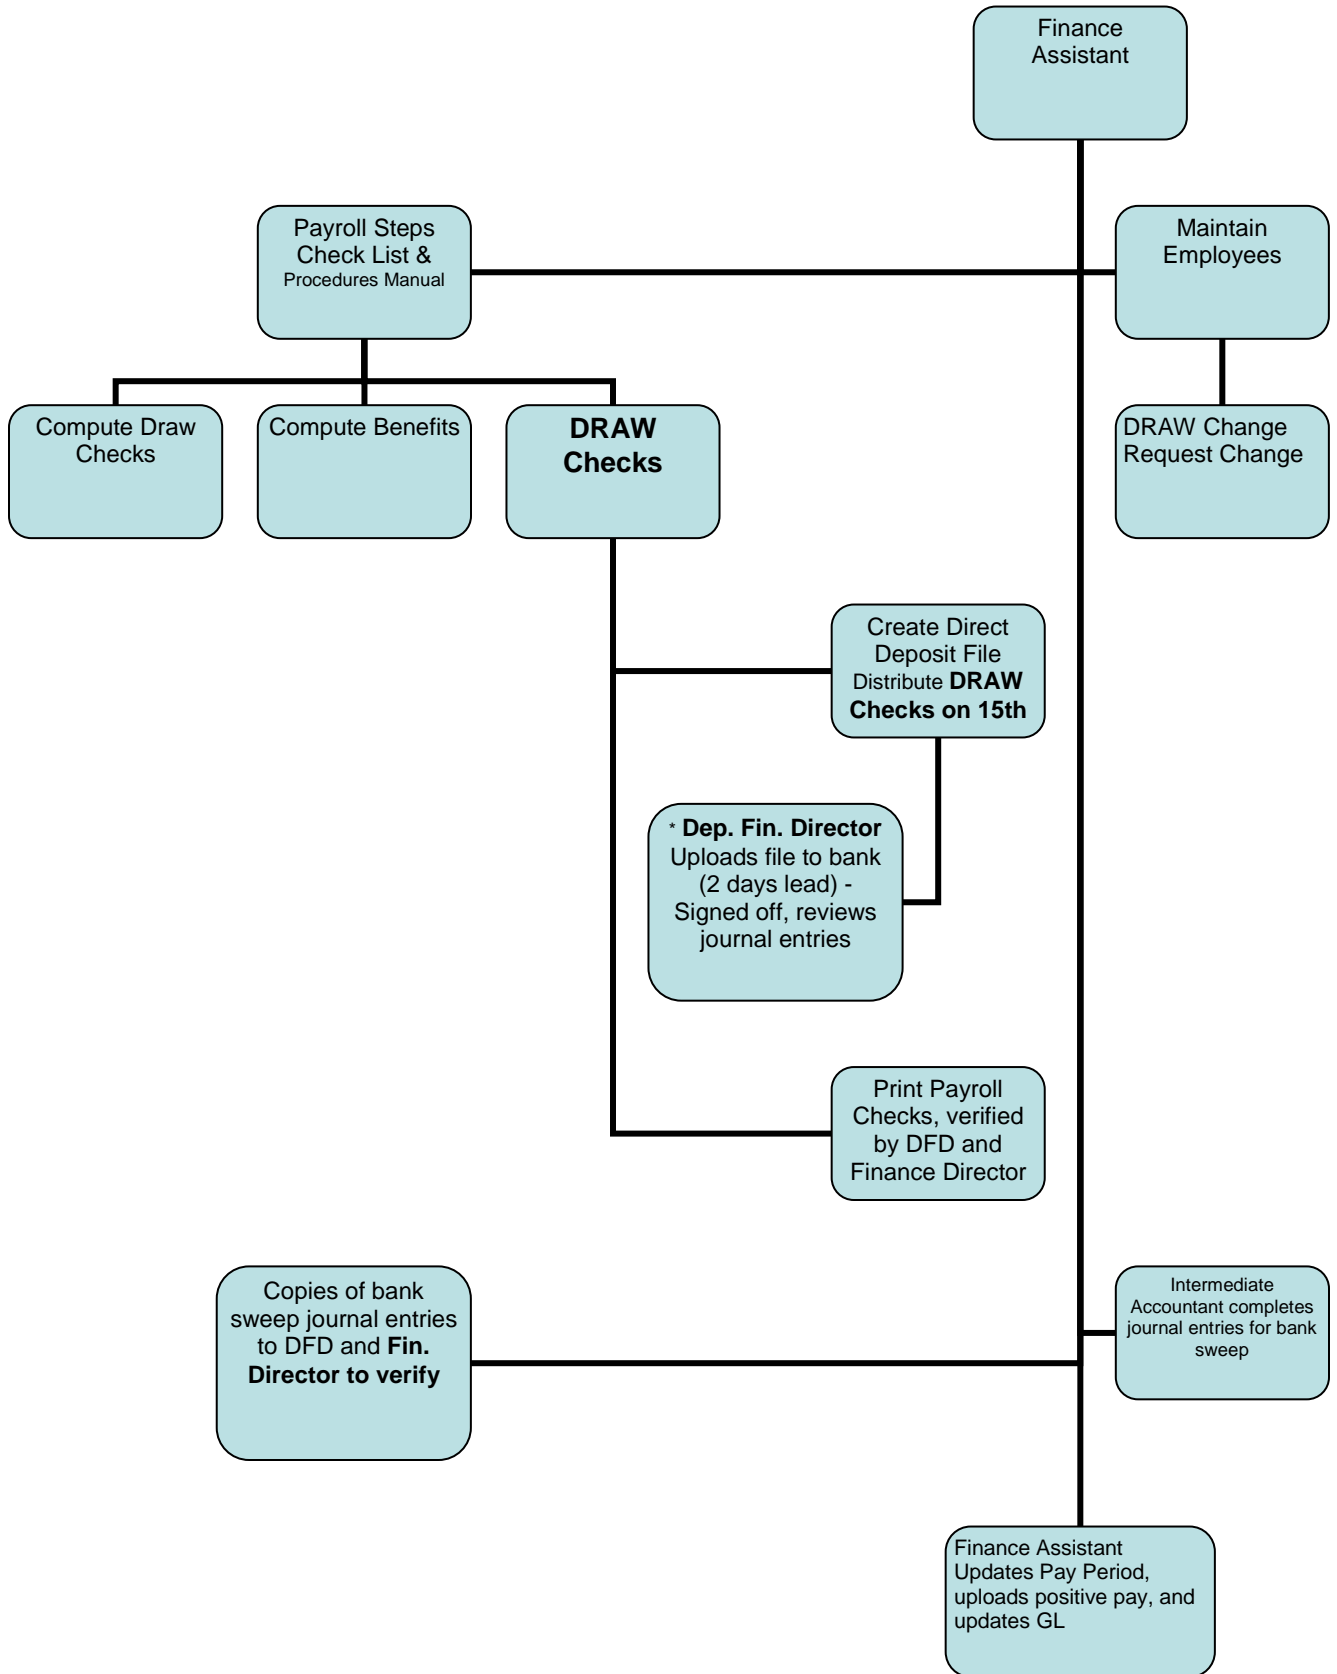 Finance
Assistant
Payroll Steps
Check List &
Procedures Manual
Maintain
Employees
Compute Draw
Checks
Compute Benefits
DRAW
Checks
DRAW Change
Request Change
Create Direct
Deposit File
Distribute DRAW
Checks on 15th
* Dep. Fin. Director
Uploads file to bank
(2 days lead) -
Signed off, reviews
journal entries
Print Payroll
Checks, verified
by DFD and
Finance Director
Copies of bank
sweep journal entries
to DFD and Fin.
Director to verify
Intermediate
Accountant completes
journal entries for bank
sweep
Finance Assistant
Updates Pay Period,
uploads positive pay, and
updates GL